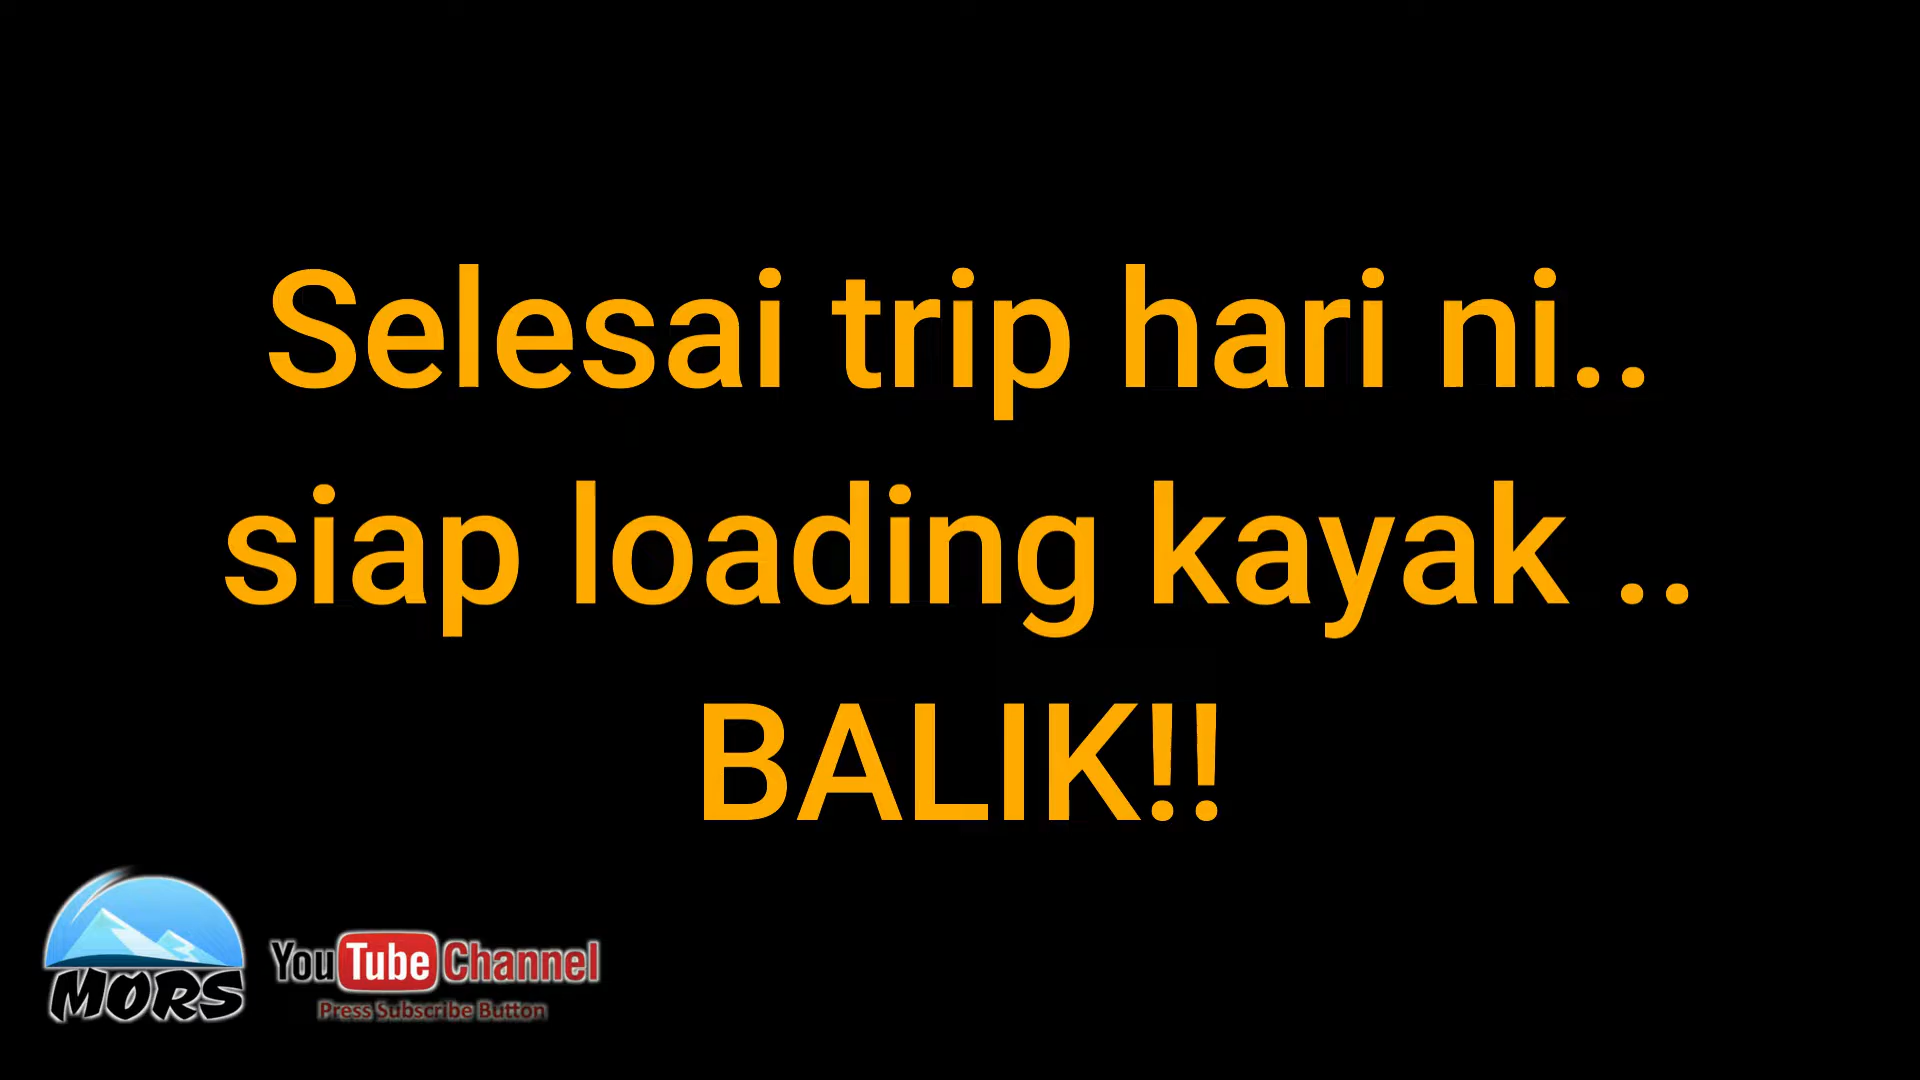 Selesai trip hari ni..
siap loading kayak ..
BALIK!!
MORS
YouTube Channel
Press Subscribe Button